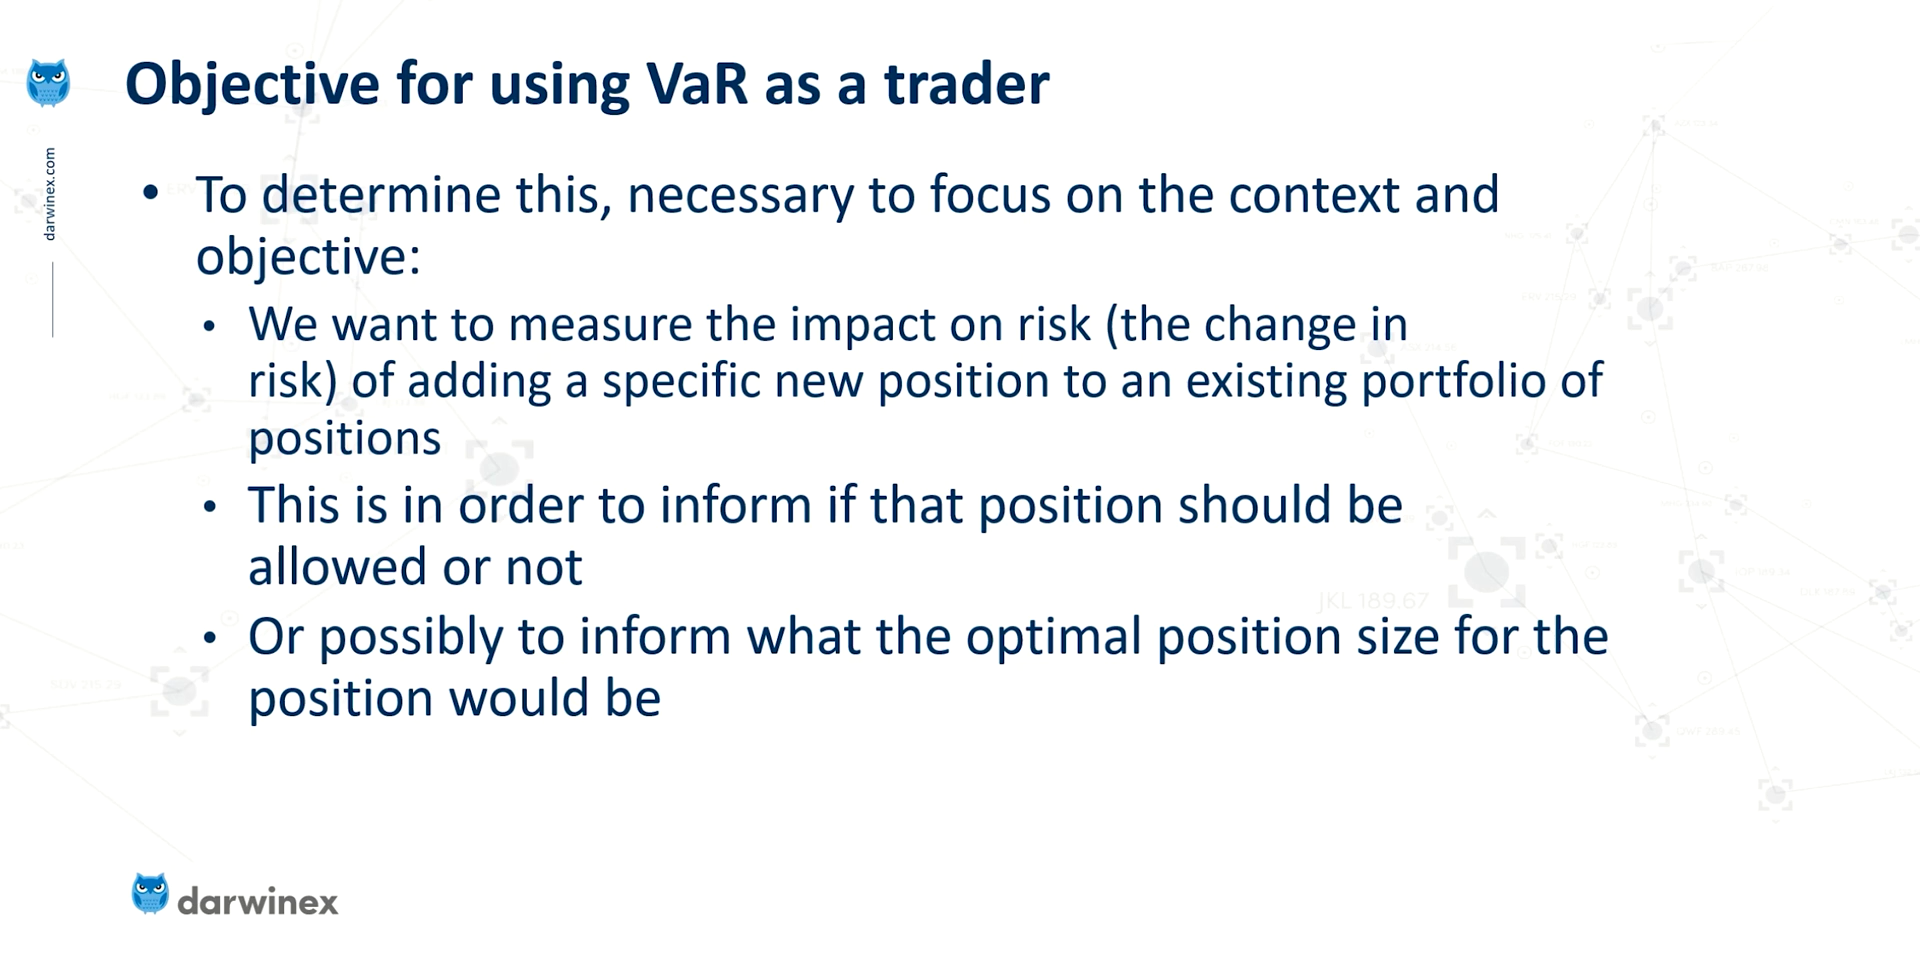 Objective for using VaR as a trader
darwinex.com
• To determine this, necessary to focus on the context and
objective:
• We want to measure the impact on risk (the change in
risk) of adding a specific new position to an existing portfolio of
positions
• This is in order to inform if that position should be
allowed or not
JKL 189.67
• Or possibly to inform what the optimal position size for the
position would be
darwinex